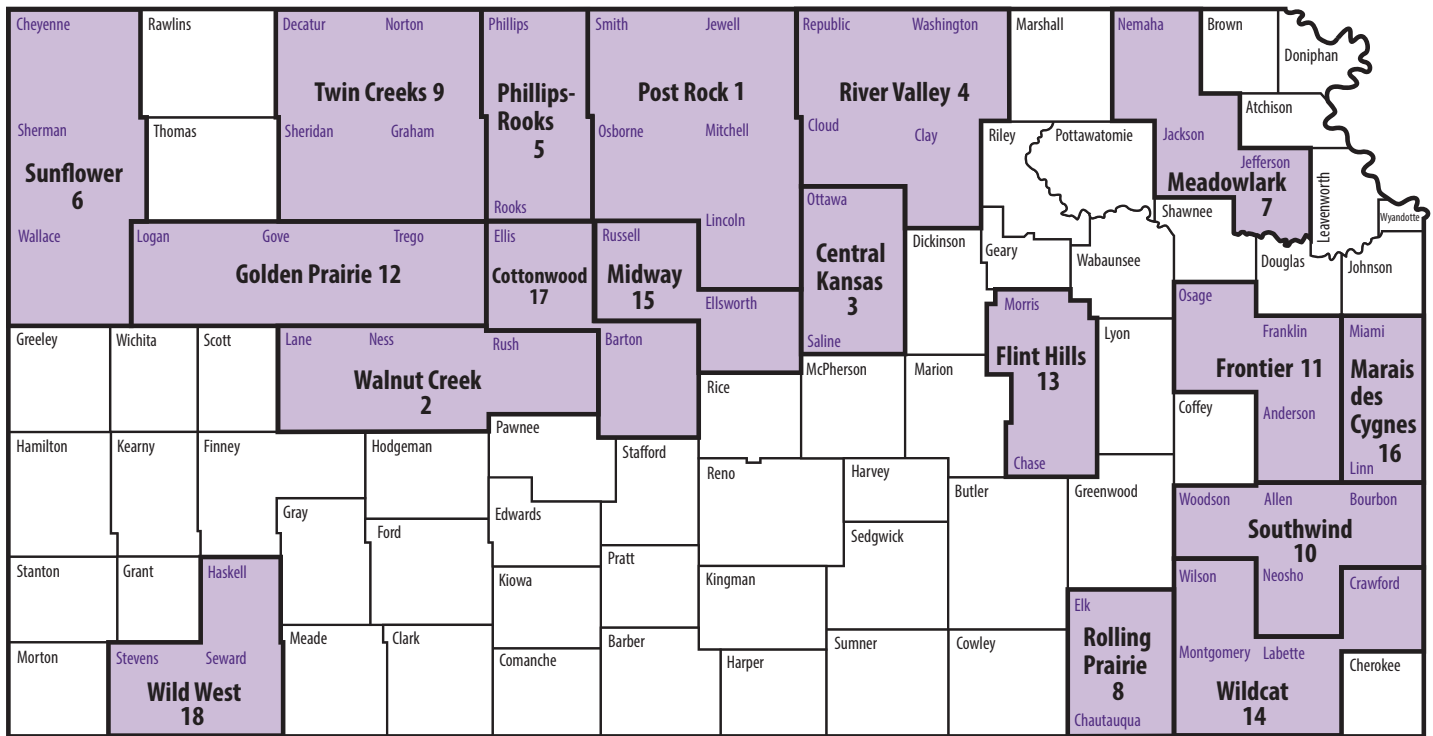 Cheyenne
Rawlins
Decatur
Norton
Phillips
Smith
Jewell
Republic
Washington
Marshall
Nemaha
Brown
Doniphan
Twin Creeks 9
Phillips-
Rooks
5
Post Rock 1
River Valley 4
Atchison
Sherman
Thomas
Sheridan
Graham
Osborne
Mitchell
Cloud
Clay
Riley
Pottawatomie
Jackson
Jefferson
Sunflower
6
Meadowlark
7
Leavenworth
Wyandotte
Rooks
Ottawa
Shawnee
Wallace
Logan
Gove
Trego
Ellis
Russell
Lincoln
Dickinson
Geary
Wabaunsee
Douglas
Johnson
Golden Prairie 12
Cottonwood
17
Midway
15
Central
Kansas
3
Ellsworth
Morris
Osage
Saline
Greeley
Wichita
Scott
Lane
Ness
Rush
Barton
Lyon
Franklin
Miami
Walnut Creek
2
Flint Hills
13
Frontier 11
Marais
des
Cygnes
16
Rice
McPherson
Marion
Coffey
Anderson
Linn
Chase
Hamilton
Kearny
Finney
Hodgeman
Pawnee
Stafford
Reno
Harvey
Butler
Greenwood
Woodson
Allen
Bourbon
Southwind
10
Gray
Ford
Edwards
Sedgwick
Stanton
Grant
Haskell
Kiowa
Pratt
Kingman
Wilson
Neosho
Crawford
Elk
Rolling
Prairie
8
Chautauqua
Morton
Stevens
Seward
Wild West
18
Meade
Clark
Comanche
Barber
Harper
Sumner
Cowley
Montgomery
Labette
Cherokee
Wildcat
14